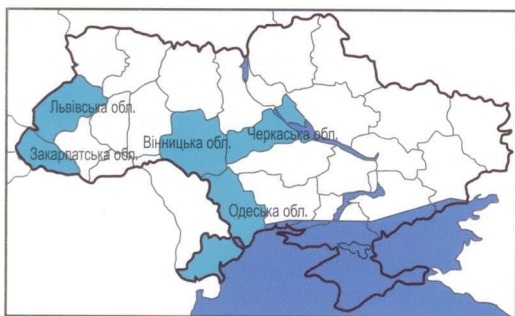 Львівська обл.
Закарпатська обл.
Вінницька обл.
Черкаська обл.
Одеська обл.